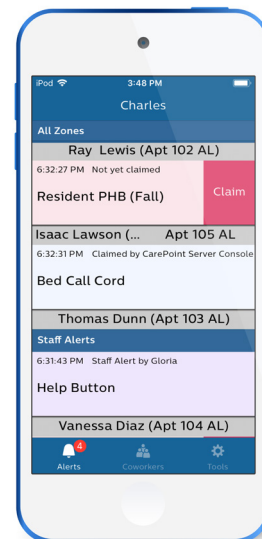 iPod 3:48 PM
Charles
All Zones
Ray Lewis (Apt 102 AL)
6:32:27 PM Not yet claimed
Resident PHB (Fall)
Claim
Isaac Lawson (... Apt 105 AL
6:32:31 PM Claimed by CarePoint Server Console
Bed Call Cord
Thomas Dunn (Apt 103 AL)
Staff Alerts
6:31:43 PM Staff Alert by Gloria
Help Button
Vanessa Diaz (Apt 104 AL)
4
Alerts Coworkers Tools